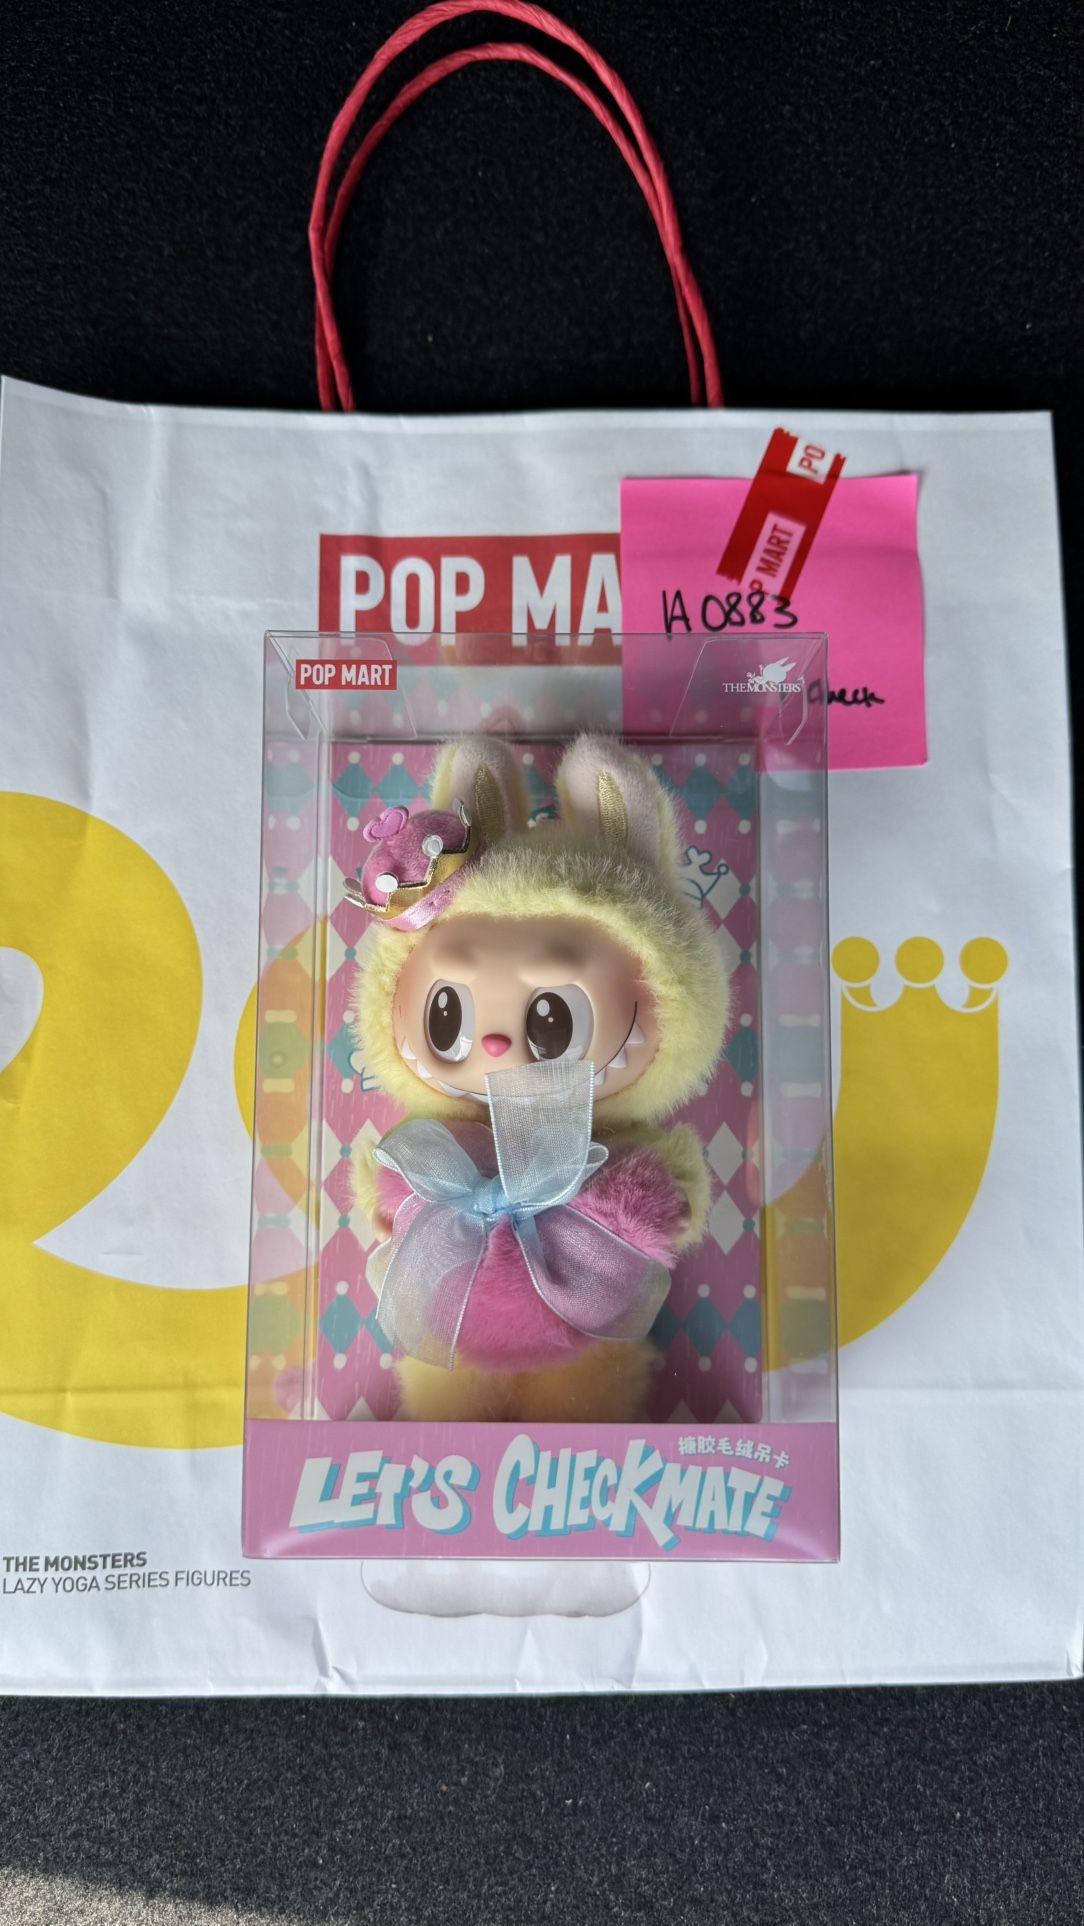 POP MA
PO
P MART
IA 0883
check
POP MART
THE MONSTERS
搪胶毛绒吊卡
LET'S CHECKMATE
THE MONSTERS
LAZY YOGA SERIES FIGURES